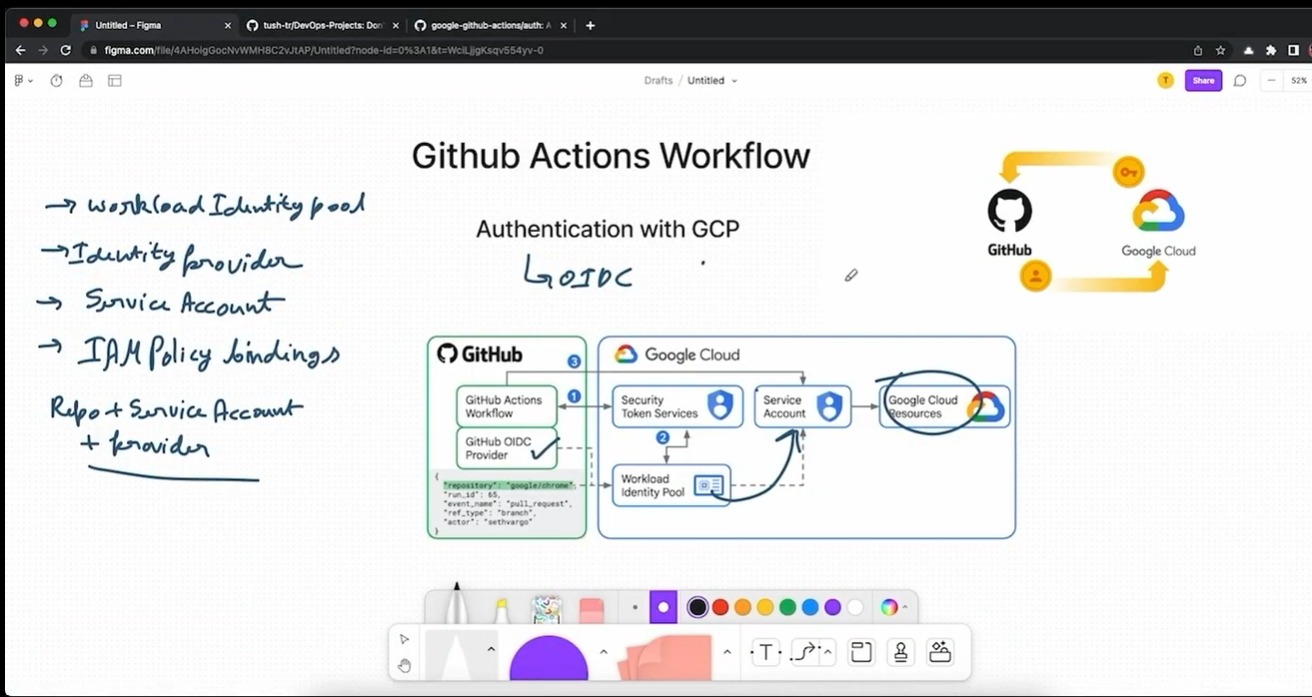 Untitled – Figma
tush-tr/DevOps-Projects: Don'
google-github-actions/auth: A
figma.com/file/4AHoigGocNvWMH8C2vJtAP/Untitled?node-id=0%3A1&t=WciLjjgKsqv554yv-0
Drafts / Untitled
T
Share
52%
Github Actions Workflow
Authentication with GCP
↳OIDC
→ workload Identity pool
→ Identity provider
→ Service Account
→ IAM Policy bindings
Repo + Service Account
+ provider
GitHub
Google Cloud
GitHub
Google Cloud
3
GitHub Actions
Workflow
1
Security
Token Services
Service
Account
Google Cloud
Resources
GitHub OIDC
Provider
2
Workload
Identity Pool
{
"repository": "google/chrome",
"run_id": 65,
"event_name": "pull_request",
"ref_type": "branch",
"actor": "sethvargo"
}
T